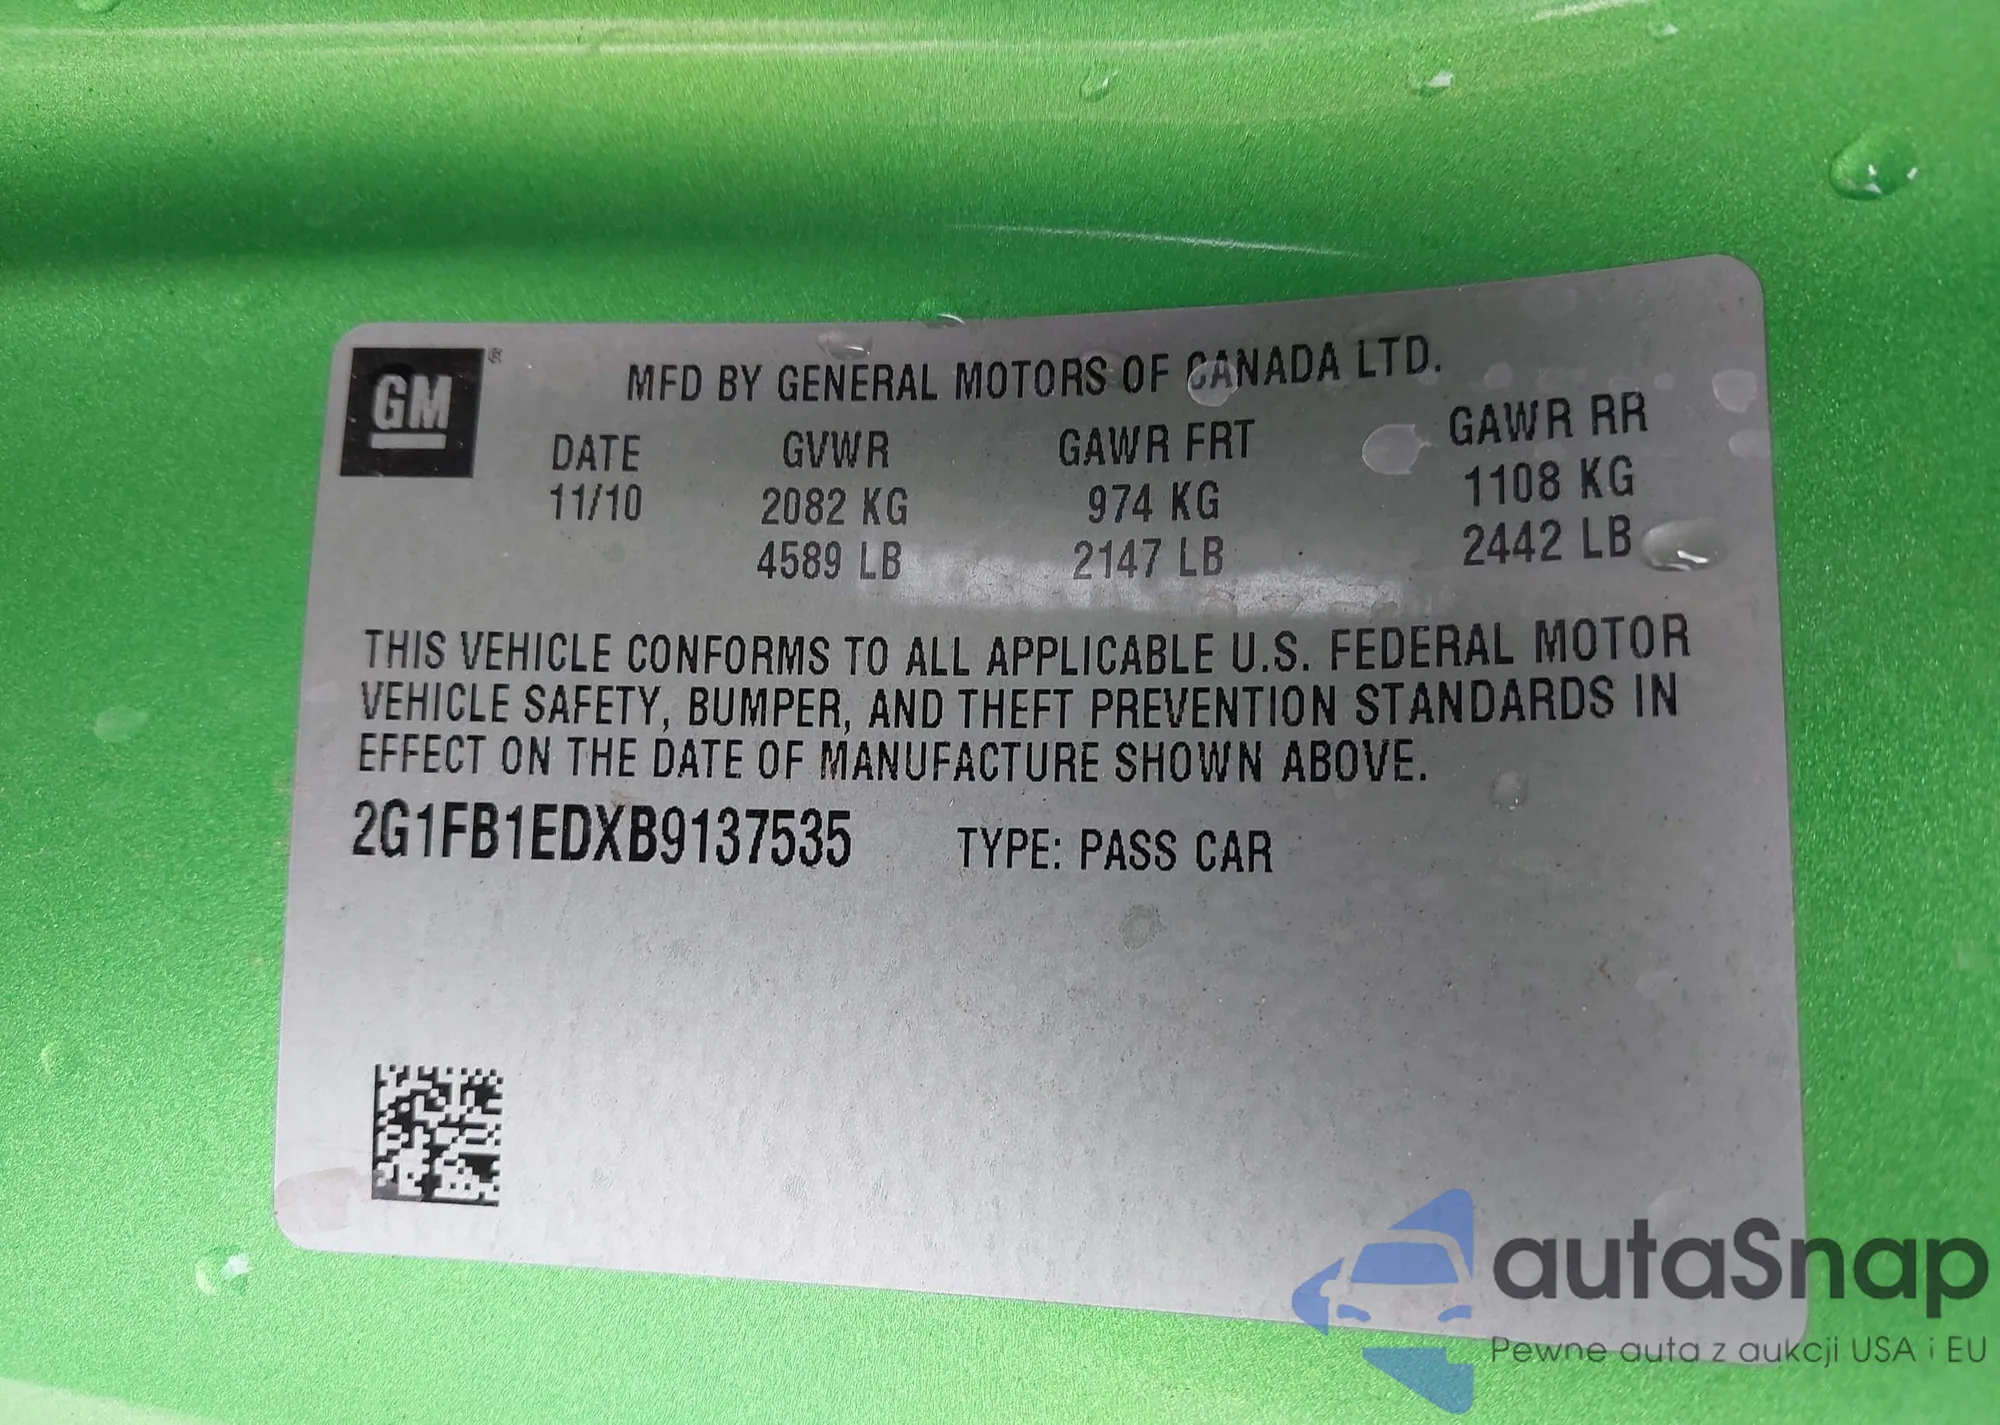 GM ®
MFD BY GENERAL MOTORS OF CANADA LTD.
DATE GVWR GAWR FRT GAWR RR
11/10 2082 KG 974 KG 1108 KG
4589 LB 2147 LB 2442 LB
THIS VEHICLE CONFORMS TO ALL APPLICABLE U.S. FEDERAL MOTOR
VEHICLE SAFETY, BUMPER, AND THEFT PREVENTION STANDARDS IN
EFFECT ON THE DATE OF MANUFACTURE SHOWN ABOVE.
2G1FB1EDXB9137535 TYPE: PASS CAR
autaSnap
Pewne auta z aukcji USA i EU